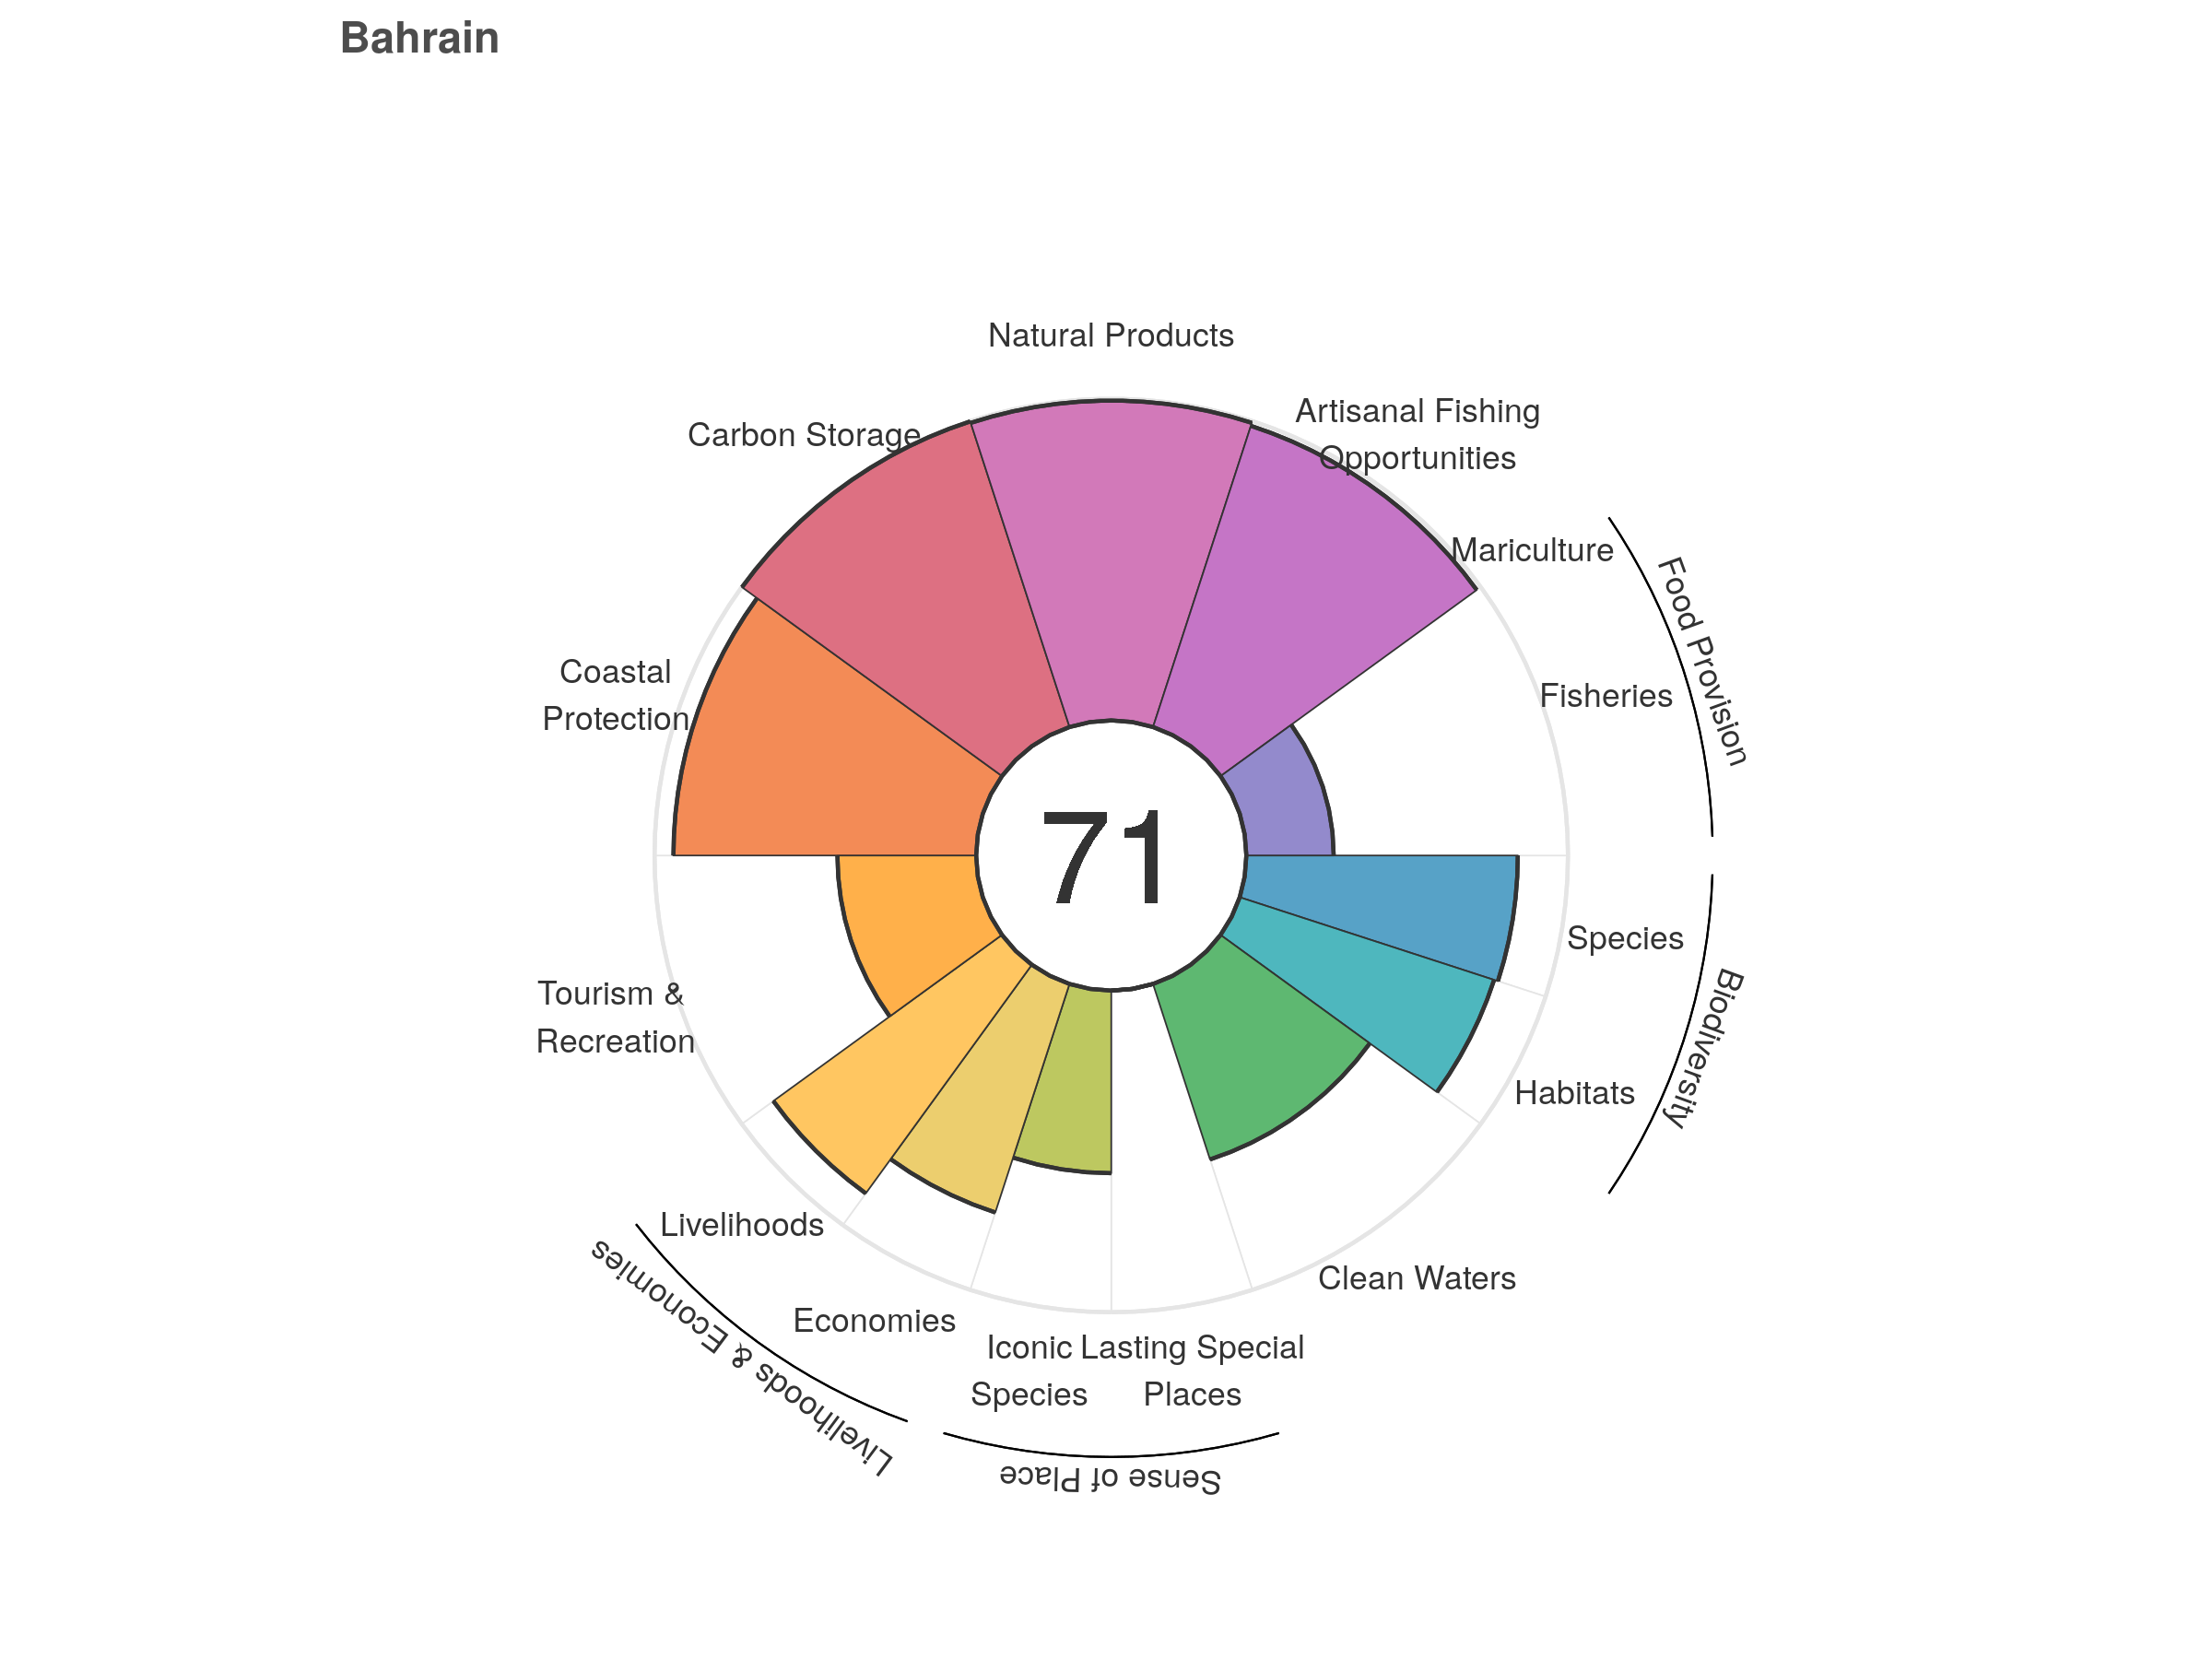 Bahrain
Natural Products
Artisanal Fishing
Opportunities
Carbon Storage
Mariculture
Food Provision
Fisheries
Coastal
Protection
71
Species
Biodiversity
Habitats
Tourism &
Recreation
Livelihoods
Clean Waters
Economies
Livelihoods & Economies
Iconic
Species
Lasting Special
Places
Sense of Place